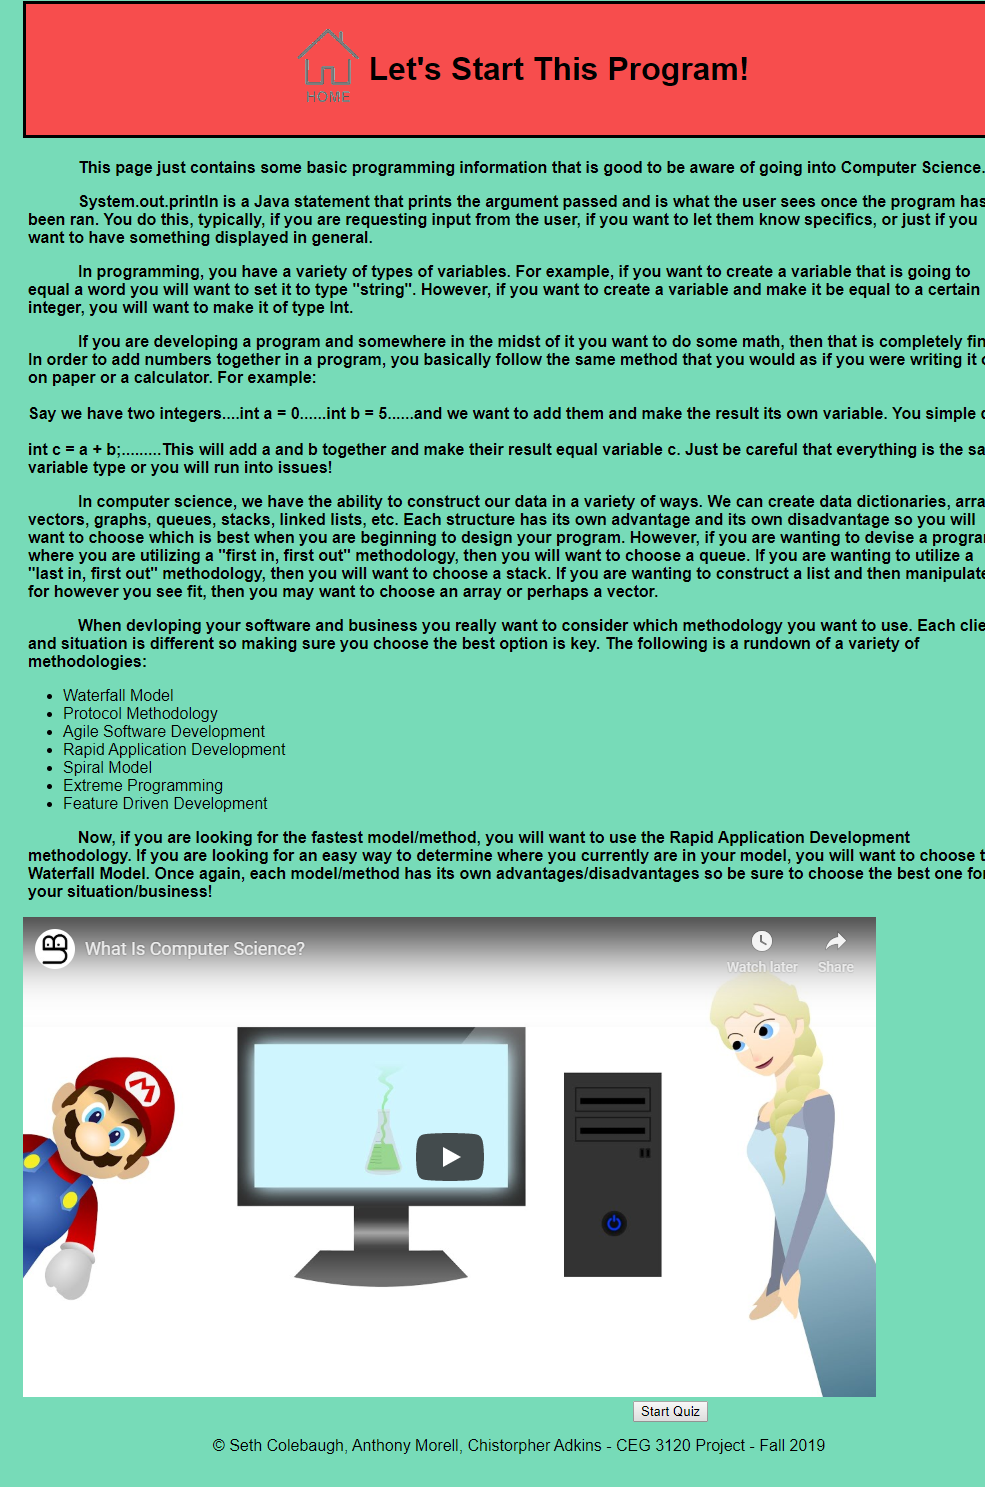 HOME
Let's Start This Program!
This page just contains some basic programming information that is good to be aware of going into Computer Science.
System.out.println is a Java statement that prints the argument passed and is what the user sees once the program has
been ran. You do this, typically, if you are requesting input from the user, if you want to let them know specifics, or just if you
want to have something displayed in general.
In programming, you have a variety of types of variables. For example, if you want to create a variable that is going to
equal a word you will want to set it to type "string". However, if you want to create a variable and make it be equal to a certain
integer, you will want to make it of type Int.
If you are developing a program and somewhere in the midst of it you want to do some math, then that is completely fin
In order to add numbers together in a program, you basically follow the same method that you would as if you were writing it
on paper or a calculator. For example:
Say we have two integers....int a = 0......int b = 5......and we want to add them and make the result its own variable. You simple
int c = a + b;.........This will add a and b together and make their result equal variable c. Just be careful that everything is the sa
variable type or you will run into issues!
In computer science, we have the ability to construct our data in a variety of ways. We can create data dictionaries, arra
vectors, graphs, queues, stacks, linked lists, etc. Each structure has its own advantage and its own disadvantage so you will
want to choose which is best when you are beginning to design your program. However, if you are wanting to devise a program
where you are utilizing a "first in, first out" methodology, then you will want to choose a queue. If you are wanting to utilize a
"last in, first out" methodology, then you will want to choose a stack. If you are wanting to construct a list and then manipulate
for however you see fit, then you may want to choose an array or perhaps a vector.
When devloping your software and business you really want to consider which methodology you want to use. Each clie
and situation is different so making sure you choose the best option is key. The following is a rundown of a variety of
methodologies:
• Waterfall Model
• Protocol Methodology
• Agile Software Development
• Rapid Application Development
• Spiral Model
• Extreme Programming
• Feature Driven Development
Now, if you are looking for the fastest model/method, you will want to use the Rapid Application Development
methodology. If you are looking for an easy way to determine where you currently are in your model, you will want to choose t
Waterfall Model. Once again, each model/method has its own advantages/disadvantages so be sure to choose the best one for
your situation/business!
What Is Computer Science?
Watch later
Share
M
Start Quiz
© Seth Colebaugh, Anthony Morell, Chistorpher Adkins - CEG 3120 Project - Fall 2019